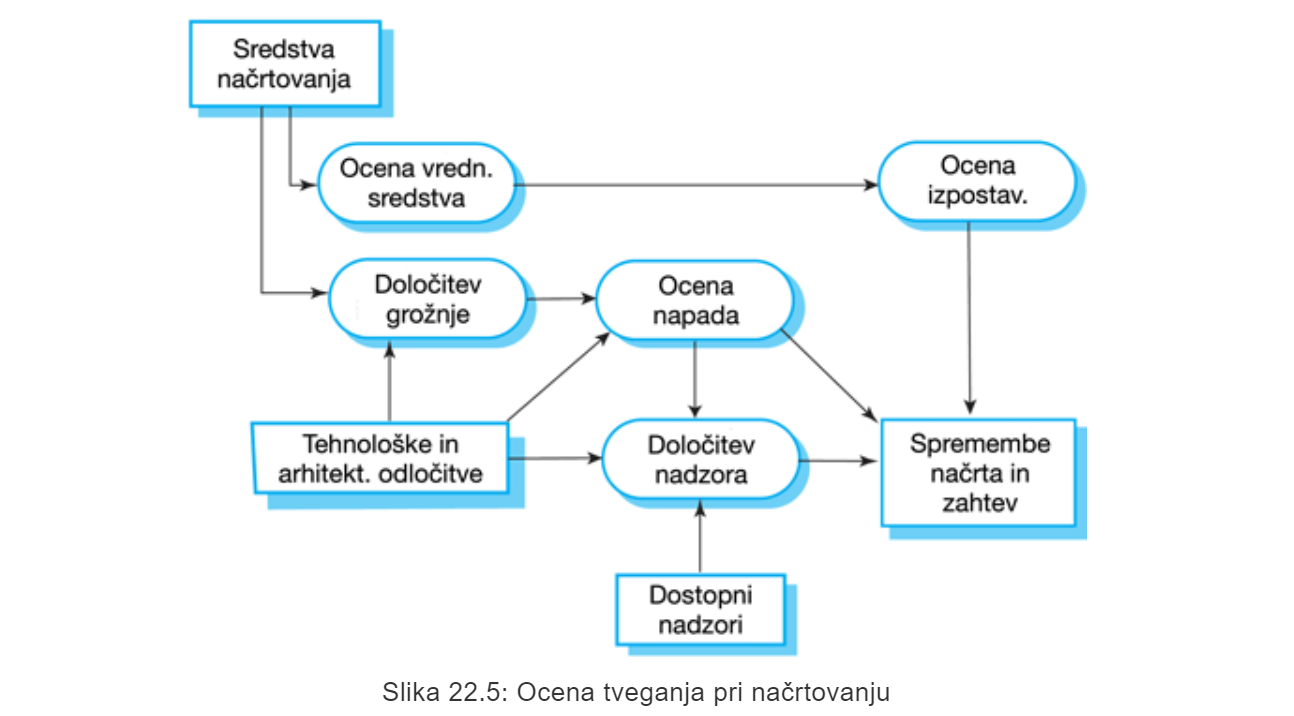 Sredstva
načrtovanja
Ocena vredn.
sredstva
Ocena
izpostav.
Določitev
grožnje
Ocena
napada
Tehnološke in
arhitekt. odločitve
Določitev
nadzora
Spremembe
načrta in
zahtev
Dostopni
nadzori
Slika 22.5: Ocena tveganja pri načrtovanju